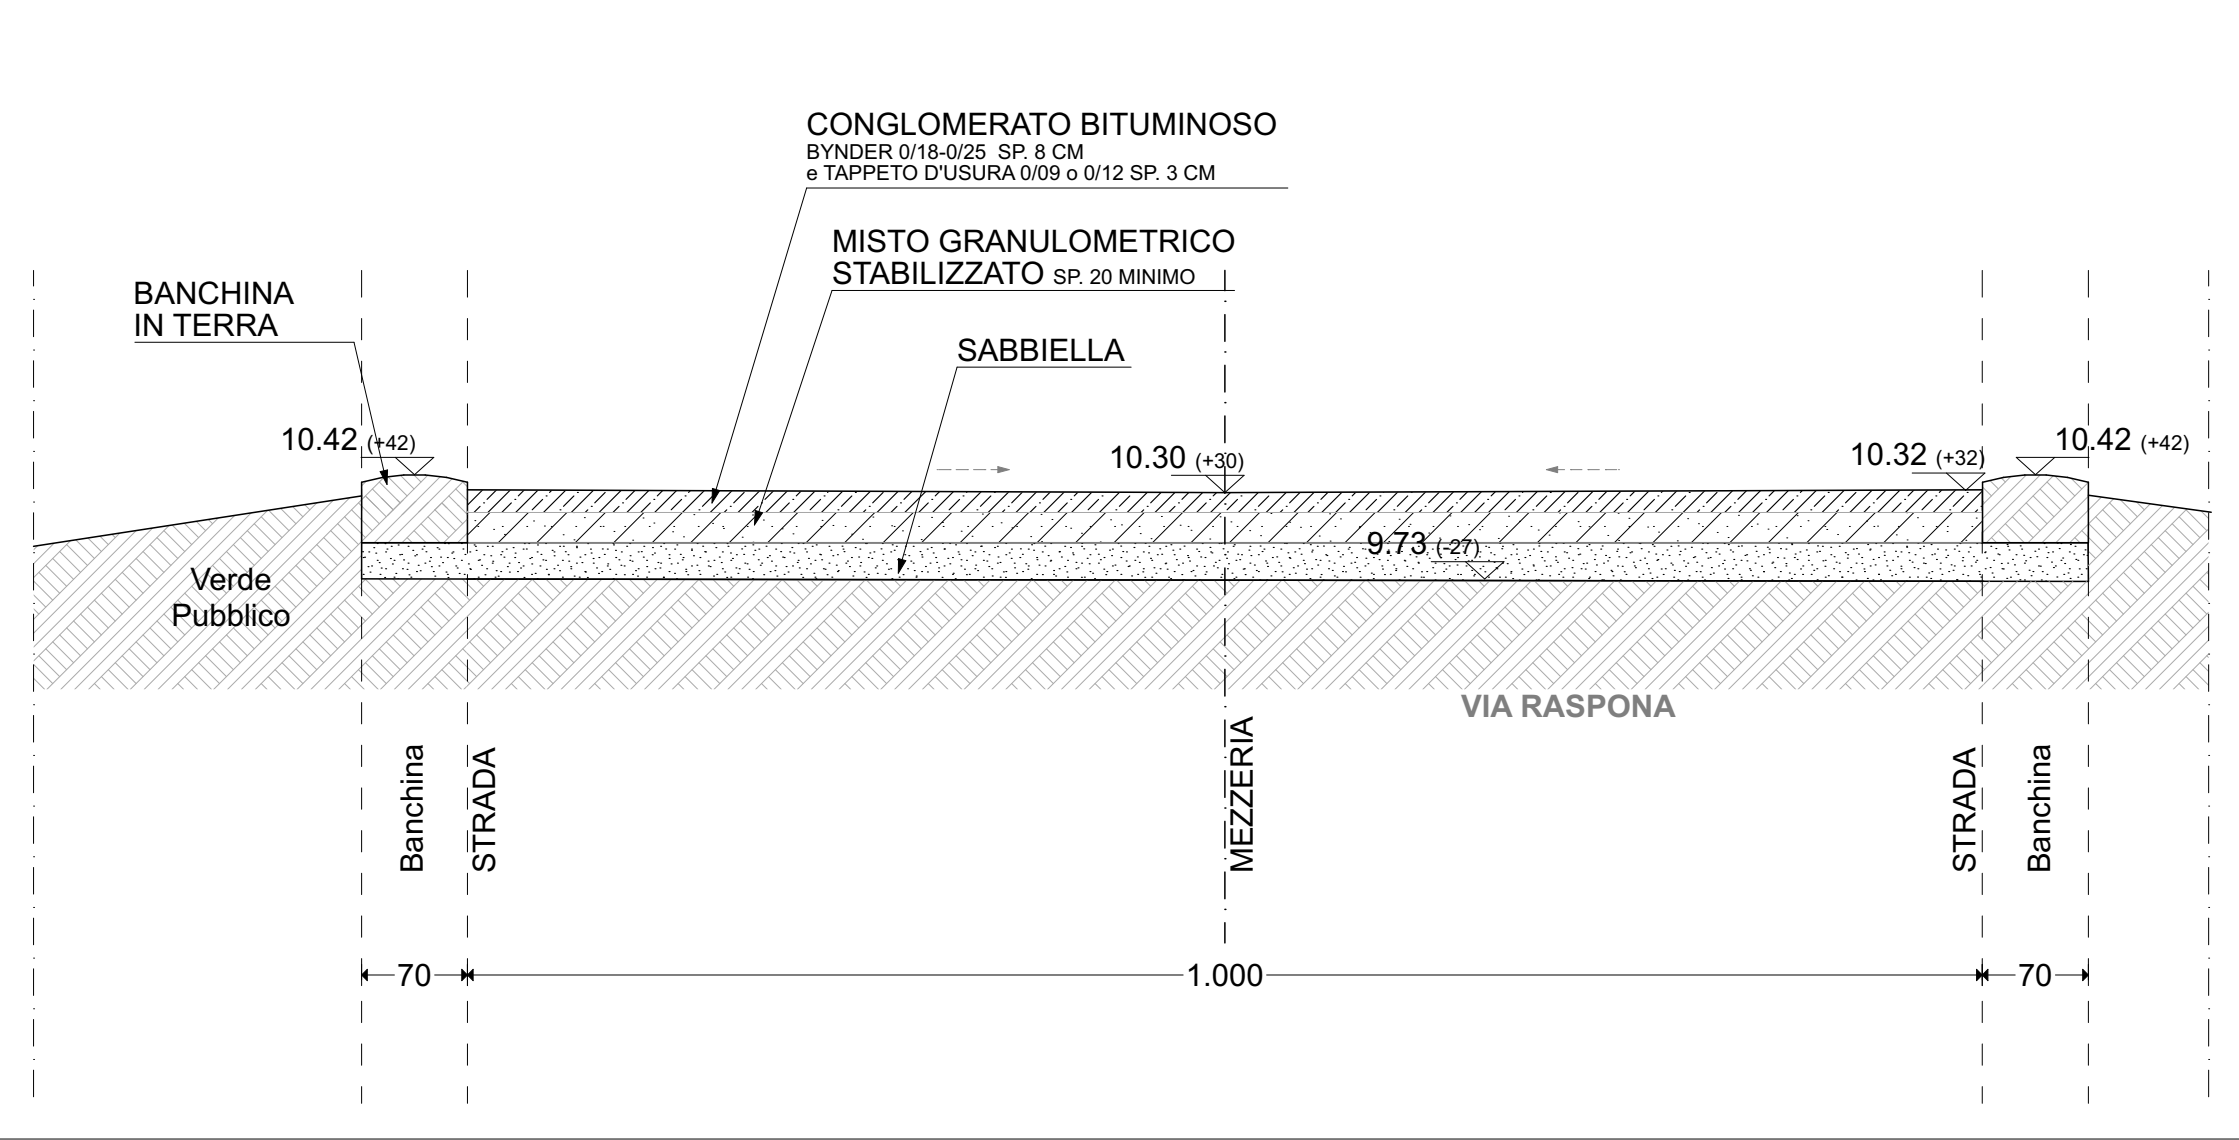 CONGLOMERATO BITUMINOSO
BYNDER 0/18-0/25 SP. 8 CM
e TAPPETO D'USURA 0/09 o 0/12 SP. 3 CM
MISTO GRANULOMETRICO
STABILIZZATO SP. 20 MINIMO
BANCHINA
IN TERRA
SABBIELLA
10.42 (+42)
10.30 (+30)
10.32 (+32)
10.42 (+42)
9.73 (-27)
Verde
Pubblico
VIA RASPONA
Banchina
STRADA
MEZZERIA
STRADA
Banchina
70
1.000
70